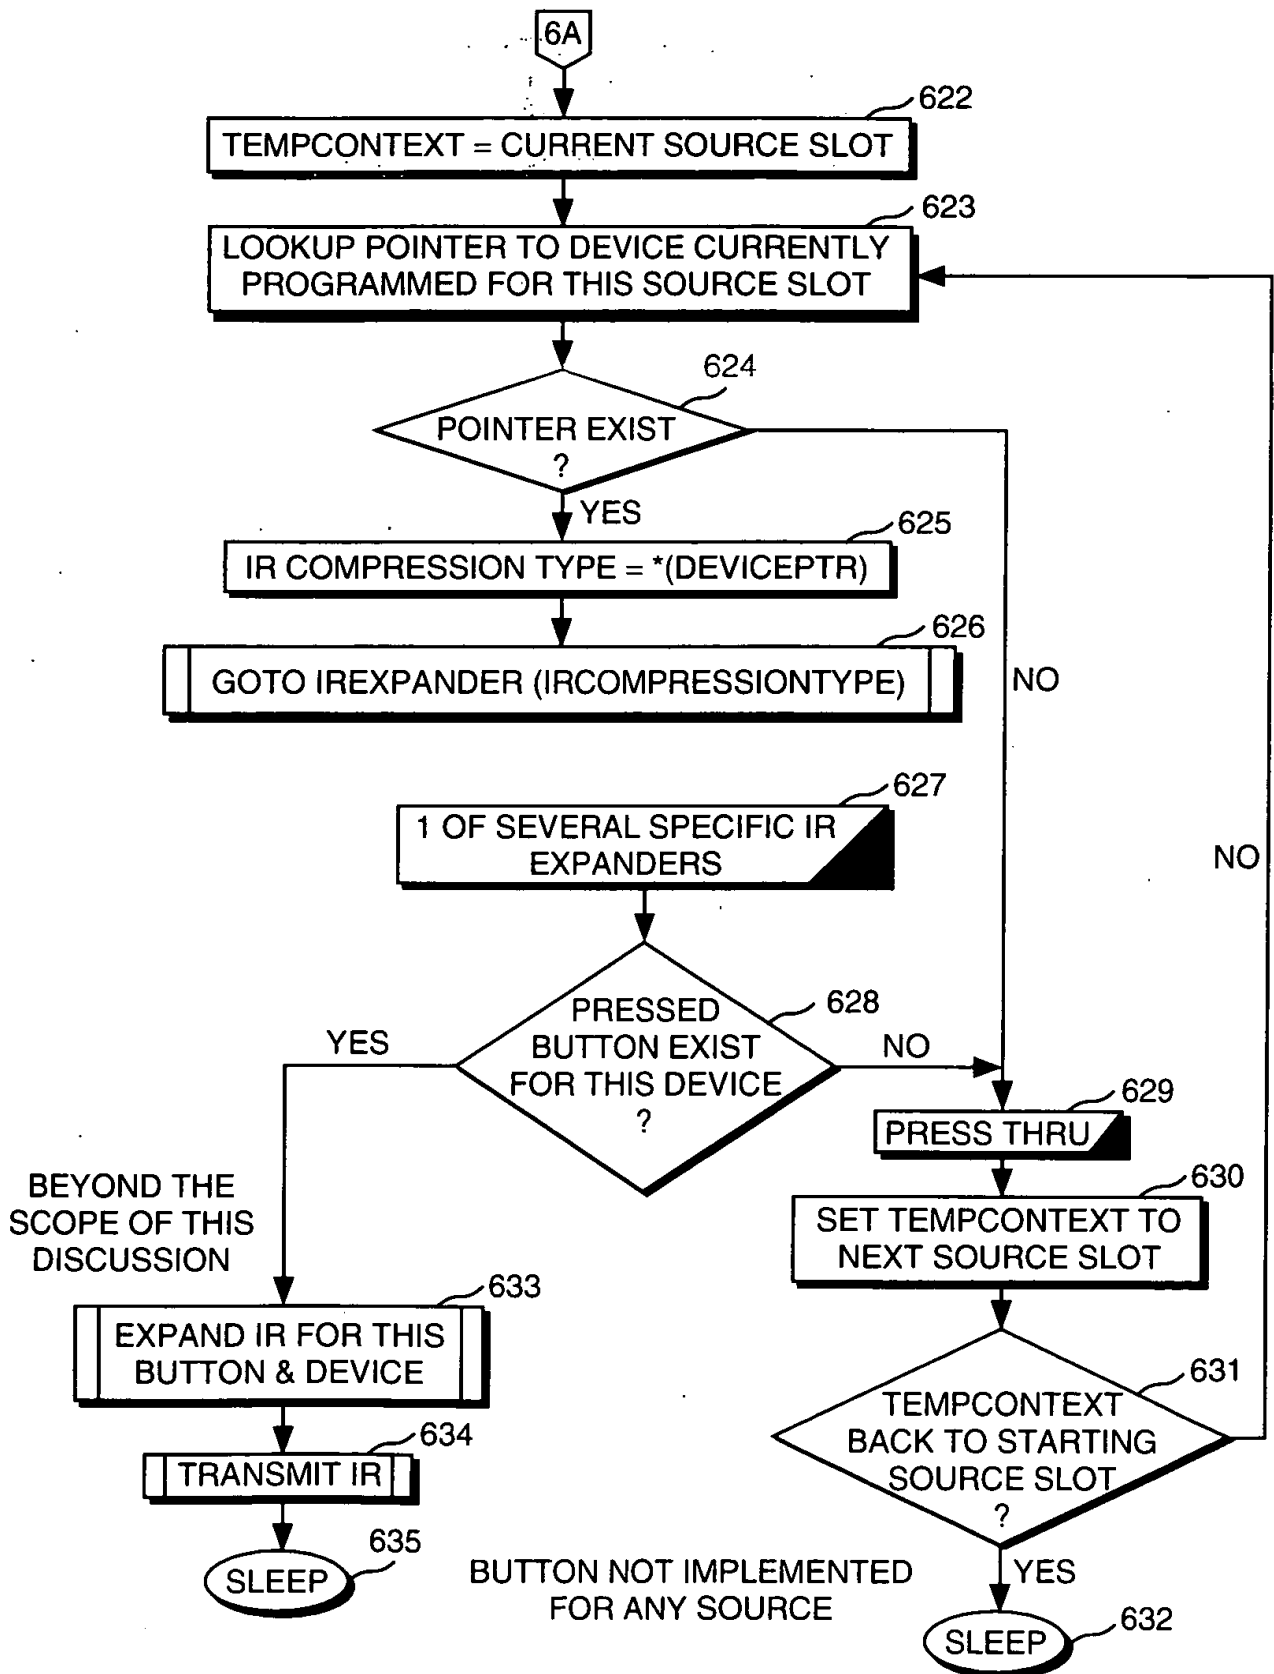 6A
622
TEMPCONTEXT = CURRENT SOURCE SLOT
623
LOOKUP POINTER TO DEVICE CURRENTLY
PROGRAMMED FOR THIS SOURCE SLOT
624
POINTER EXIST
?
YES
625
IR COMPRESSION TYPE = *(DEVICEPTR)
626
GOTO IREXPANDER (IRCOMPRESSIONTYPE)
NO
627
1 OF SEVERAL SPECIFIC IR
EXPANDERS
NO
628
PRESSED
BUTTON EXIST
FOR THIS DEVICE
?
YES
NO
629
PRESS THRU
630
SET TEMPCONTEXT TO
NEXT SOURCE SLOT
BEYOND THE
SCOPE OF THIS
DISCUSSION
633
EXPAND IR FOR THIS
BUTTON & DEVICE
631
TEMPCONTEXT
BACK TO STARTING
SOURCE SLOT
?
634
TRANSMIT IR
635
SLEEP
BUTTON NOT IMPLEMENTED
FOR ANY SOURCE
YES
632
SLEEP